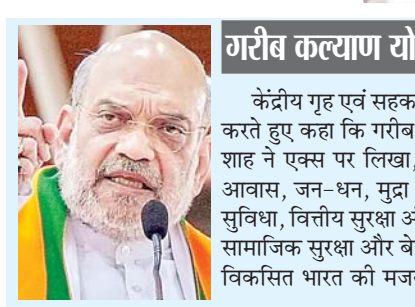 गरीब कल्याण यो
केंद्रीय गृह एवं सहक
करते हुए कहा कि गरीब
शाह ने एक्स पर लिखा,
आवास, जन-धन, मुद्रा
सुविधा, वित्तीय सुरक्षा अ
सामाजिक सुरक्षा और बे
विकसित भारत की मज